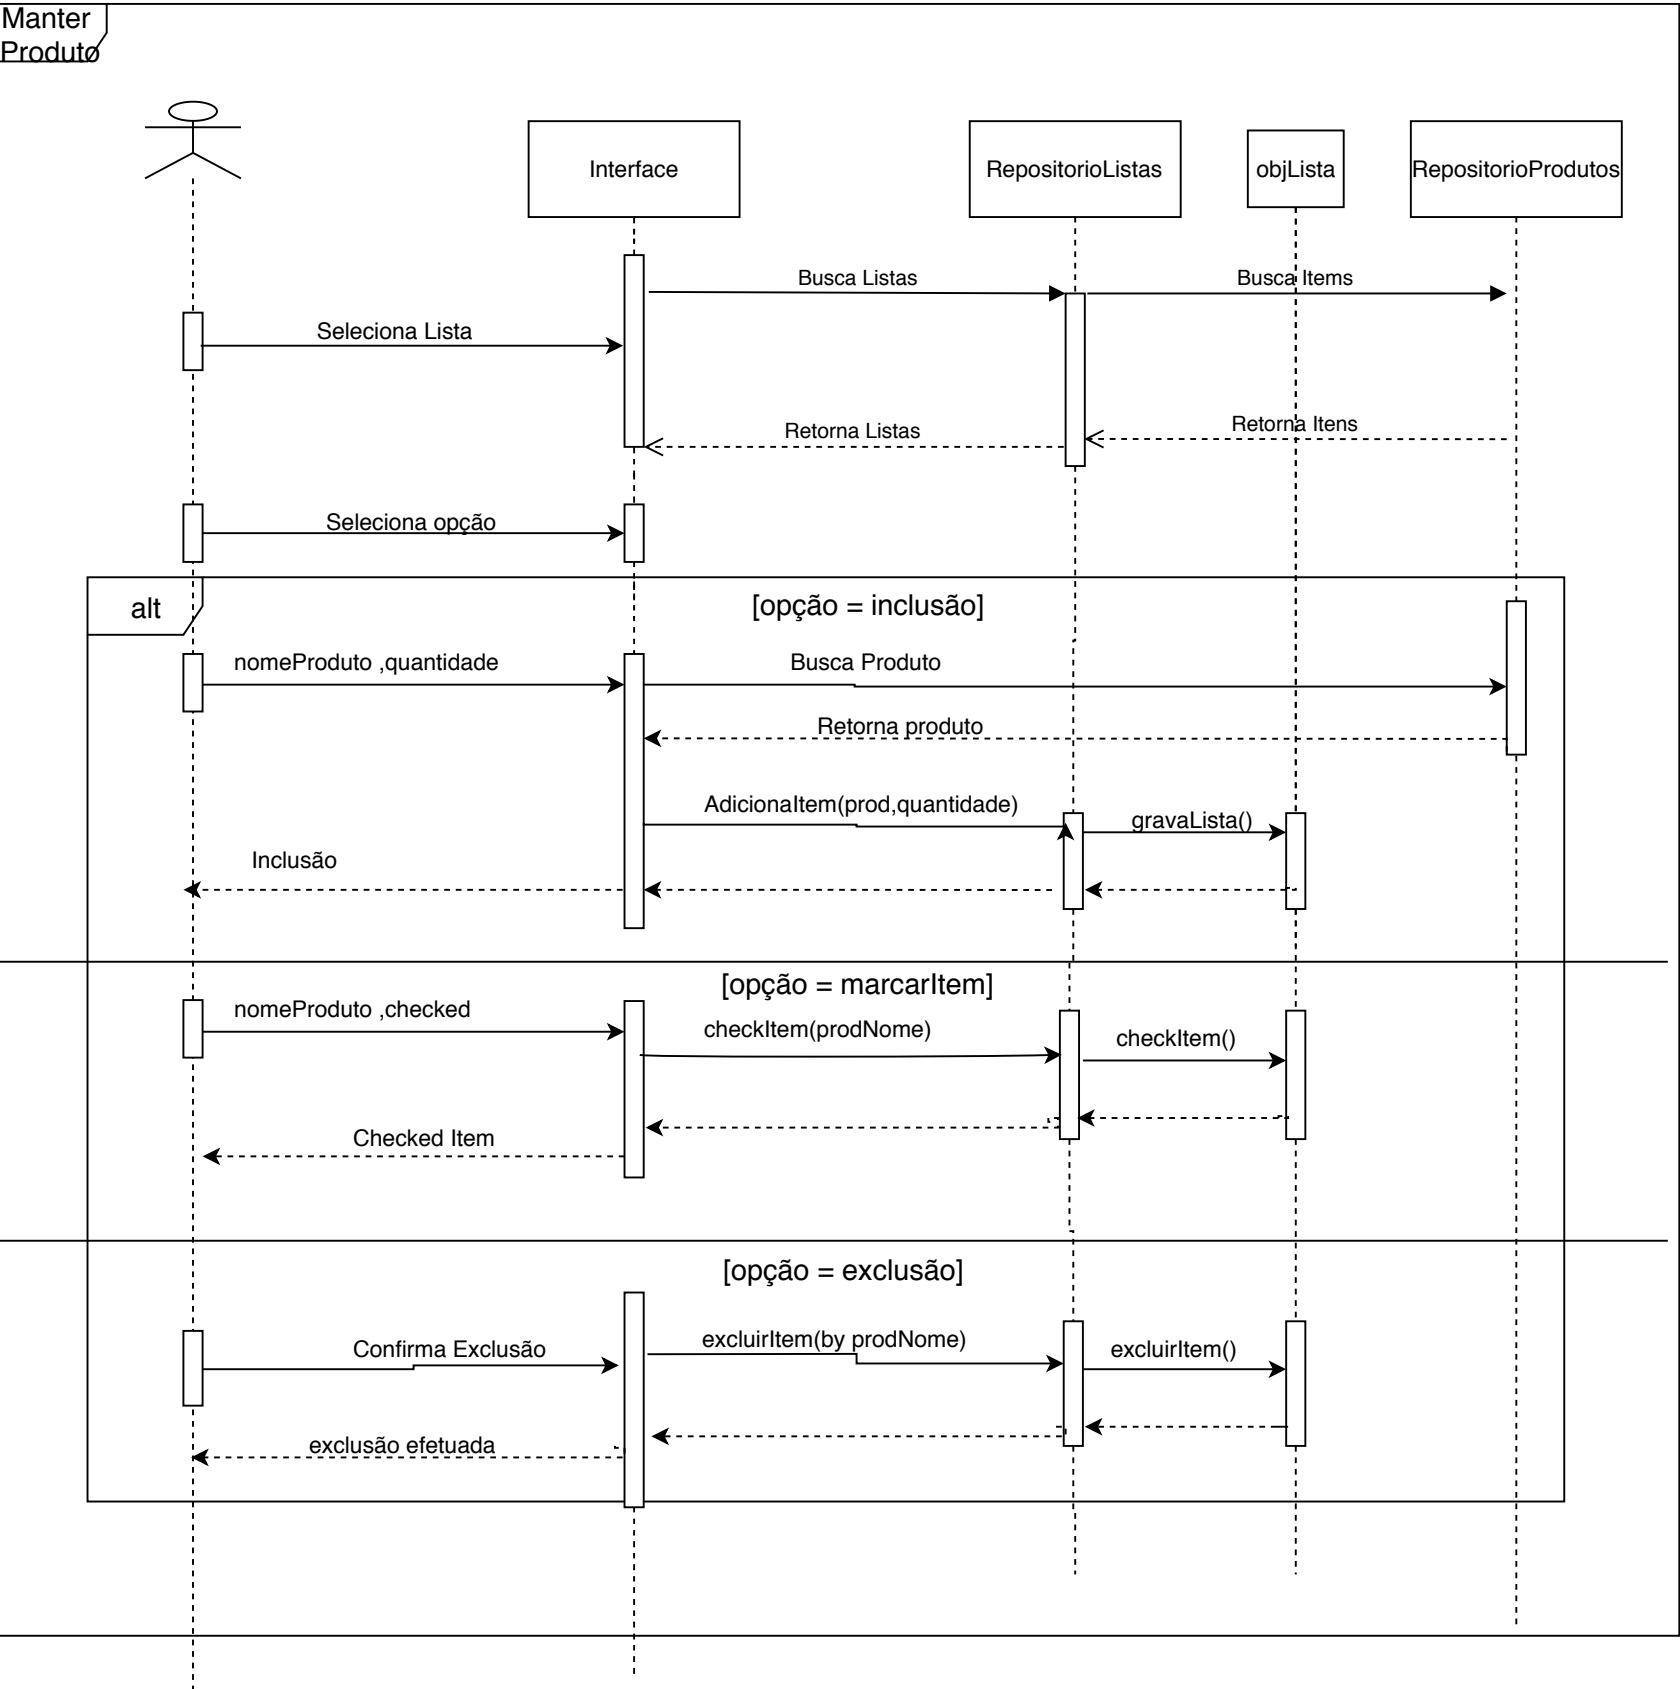 Manter
Produto
Interface
RepositorioListas
objLista
RepositorioProdutos
Busca Listas
Busca Items
Seleciona Lista
Retorna Listas
Retorna Itens
Seleciona opção
alt
[opção = inclusão]
nomeProduto ,quantidade
Busca Produto
Retorna produto
AdicionaItem(prod,quantidade)
gravaLista()
Inclusão
[opção = marcarItem]
nomeProduto ,checked
checkItem(prodNome)
checkItem()
Checked Item
[opção = exclusão]
Confirma Exclusão
excluirItem(by prodNome)
excluirItem()
exclusão efetuada